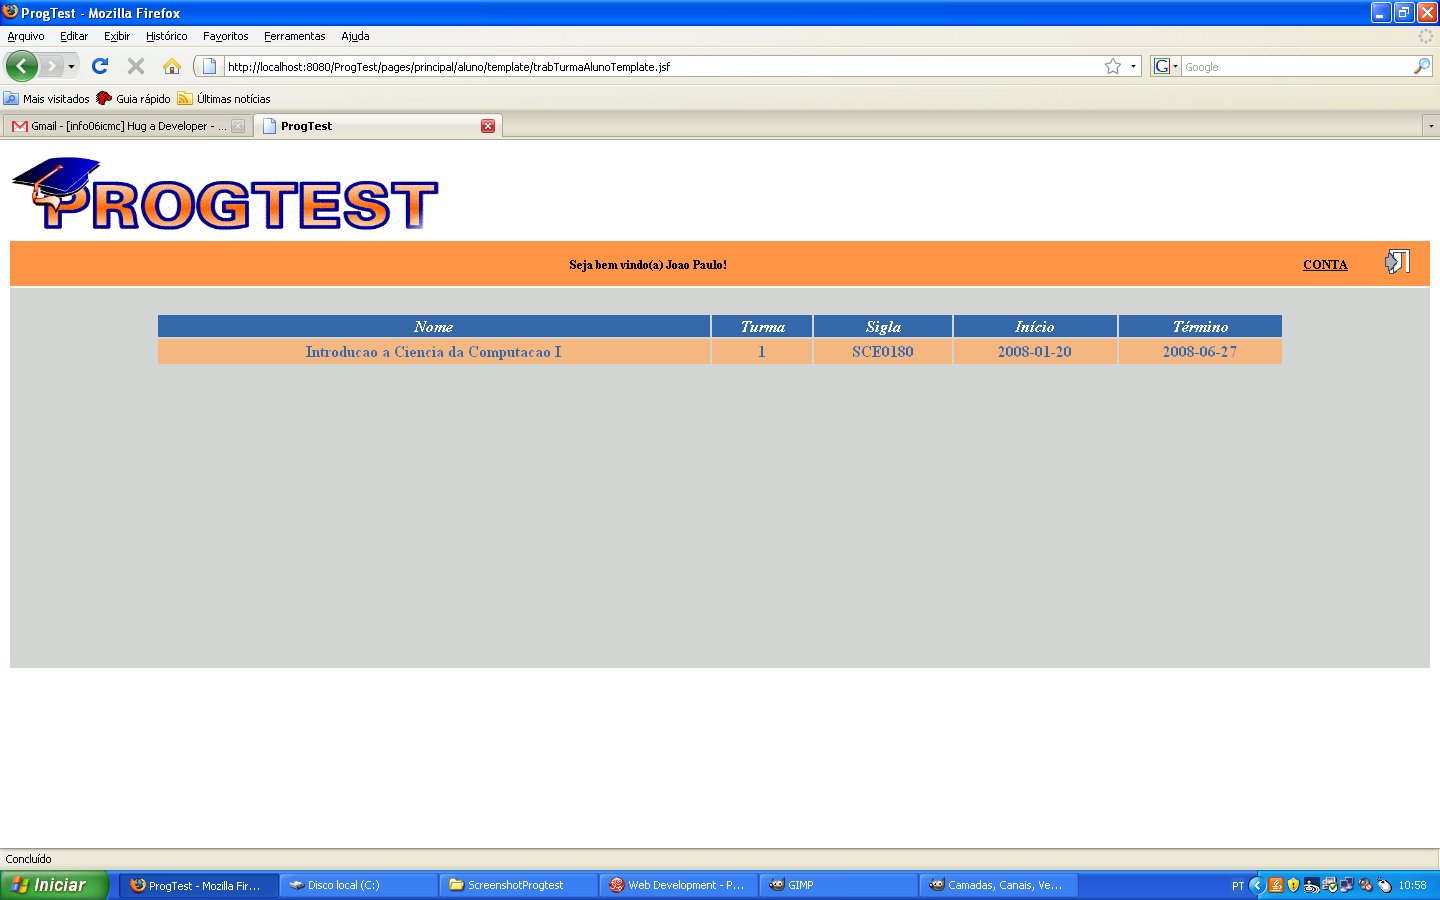 ProgTest - Mozilla Firefox
Arquivo Editar Exibir Histórico Favoritos Ferramentas Ajuda
http://localhost:8080/ProgTest/pages/principal/aluno/template/trabTurmaAlunoTemplate.jsf
G Google
Mais visitados Guia rápido Últimas notícias
Gmail - [info06icmc] Hug a Developer - ... ProgTest
PROGTEST
Seja bem vindo(a) Joao Paulo! CONTA
Nome Turma Sigla Início Término
Introducao a Ciencia da Computacao I 1 SCE0180 2008-01-20 2008-06-27
Concluído
Iniciar ProgTest - Mozilla Fir... Disco local (C:) ScreenshotProgtest Web Development - P... GIMP Camadas, Canais, Ve... PT 10:58